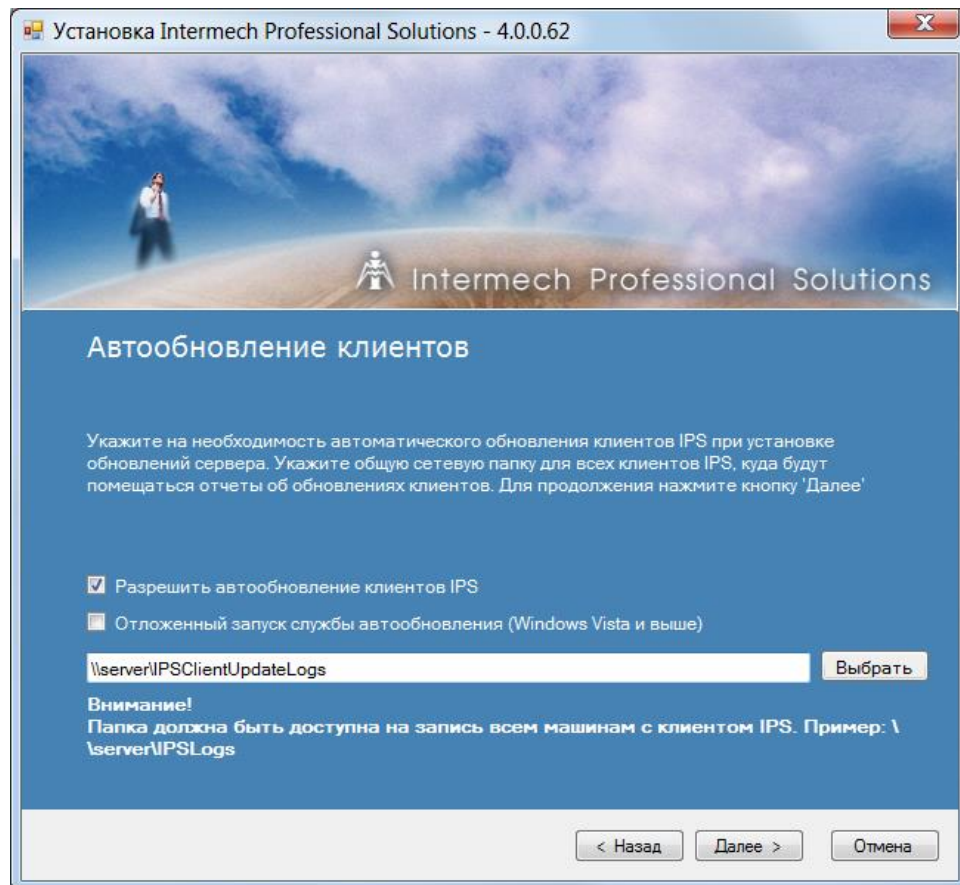 Установка Intermech Professional Solutions - 4.0.0.62
Intermech Professional Solutions
Автообновление клиентов
Укажите на необходимость автоматического обновления клиентов IPS при установке
обновлений сервера. Укажите общую сетевую папку для всех клиентов IPS, куда будут
помещаться отчеты об обновлениях клиентов. Для продолжения нажмите кнопку 'Далее'
Разрешить автообновление клиентов IPS
Отложенный запуск службы автообновления (Windows Vista и выше)
\\server\IPSClientUpdateLogs
Выбрать
Внимание!
Папка должна быть доступна на запись всем машинам с клиентом IPS. Пример: \
\server\IPSLogs
< Назад
Далее >
Отмена